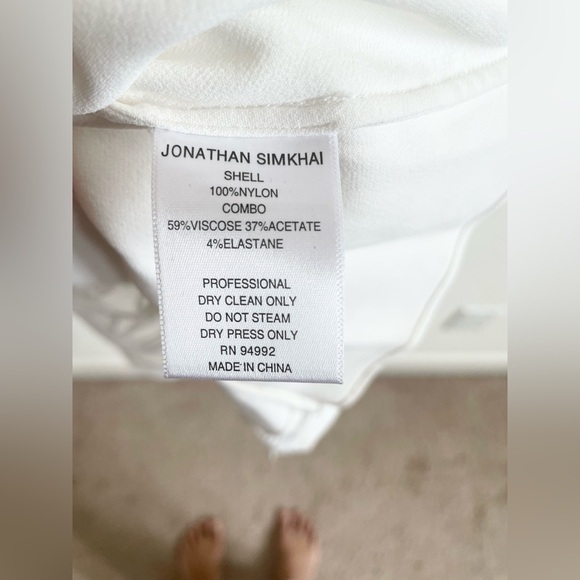 JONATHAN SIMKHAI
SHELL
100%NYLON
COMBO
59%VISCOSE 37%ACETATE
4%ELASTANE
PROFESSIONAL
DRY CLEAN ONLY
DO NOT STEAM
DRY PRESS ONLY
RN 94992
MADE IN CHINA